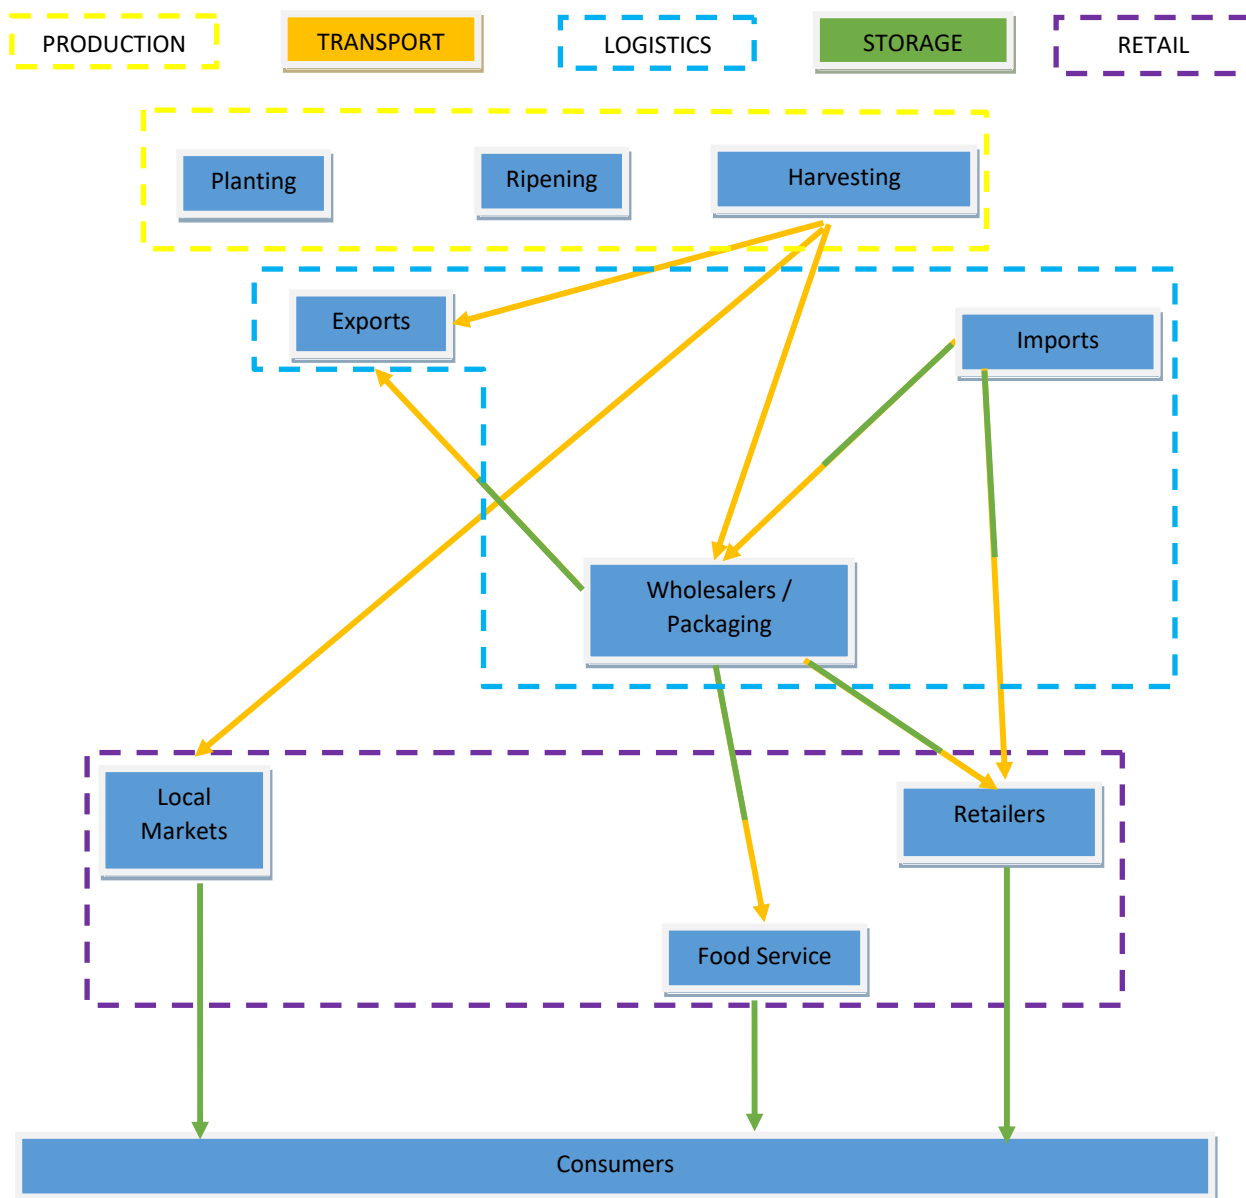 PRODUCTION
TRANSPORT
LOGISTICS
STORAGE
RETAIL
Planting
Ripening
Harvesting
Exports
Imports
Wholesalers /
Packaging
Local
Markets
Retailers
Food Service
Consumers